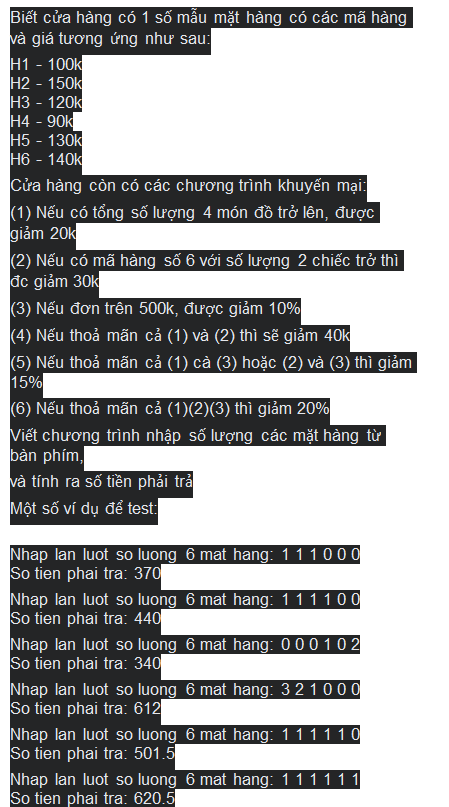 Biết cửa hàng có 1 số mẫu mặt hàng có các mã hàng
và giá tương ứng như sau:
H1 - 100k
H2 - 150k
H3 - 120k
H4 - 90k
H5 - 130k
H6 - 140k
Cửa hàng còn có các chương trình khuyến mại:
(1) Nếu có tổng số lượng 4 món đồ trở lên, được
giảm 20k
(2) Nếu có mã hàng số 6 với số lượng 2 chiếc trở thì
đc giảm 30k
(3) Nếu đơn trên 500k, được giảm 10%
(4) Nếu thoả mãn cả (1) và (2) thì sẽ giảm 40k
(5) Nếu thoả mãn cả (1) cà (3) hoặc (2) và (3) thì giảm
15%
(6) Nếu thoả mãn cả (1)(2)(3) thì giảm 20%
Viết chương trình nhập số lượng các mặt hàng từ
bàn phím,
và tính ra số tiền phải trả
Một số ví dụ để test:
Nhap lan luot so luong 6 mat hang: 1 1 1 0 0 0
So tien phai tra: 370
Nhap lan luot so luong 6 mat hang: 1 1 1 1 0 0
So tien phai tra: 440
Nhap lan luot so luong 6 mat hang: 0 0 0 1 0 2
So tien phai tra: 340
Nhap lan luot so luong 6 mat hang: 3 2 1 0 0 0
So tien phai tra: 612
Nhap lan luot so luong 6 mat hang: 1 1 1 1 1 0
So tien phai tra: 501.5
Nhap lan luot so luong 6 mat hang: 1 1 1 1 1 1
So tien phai tra: 620.5